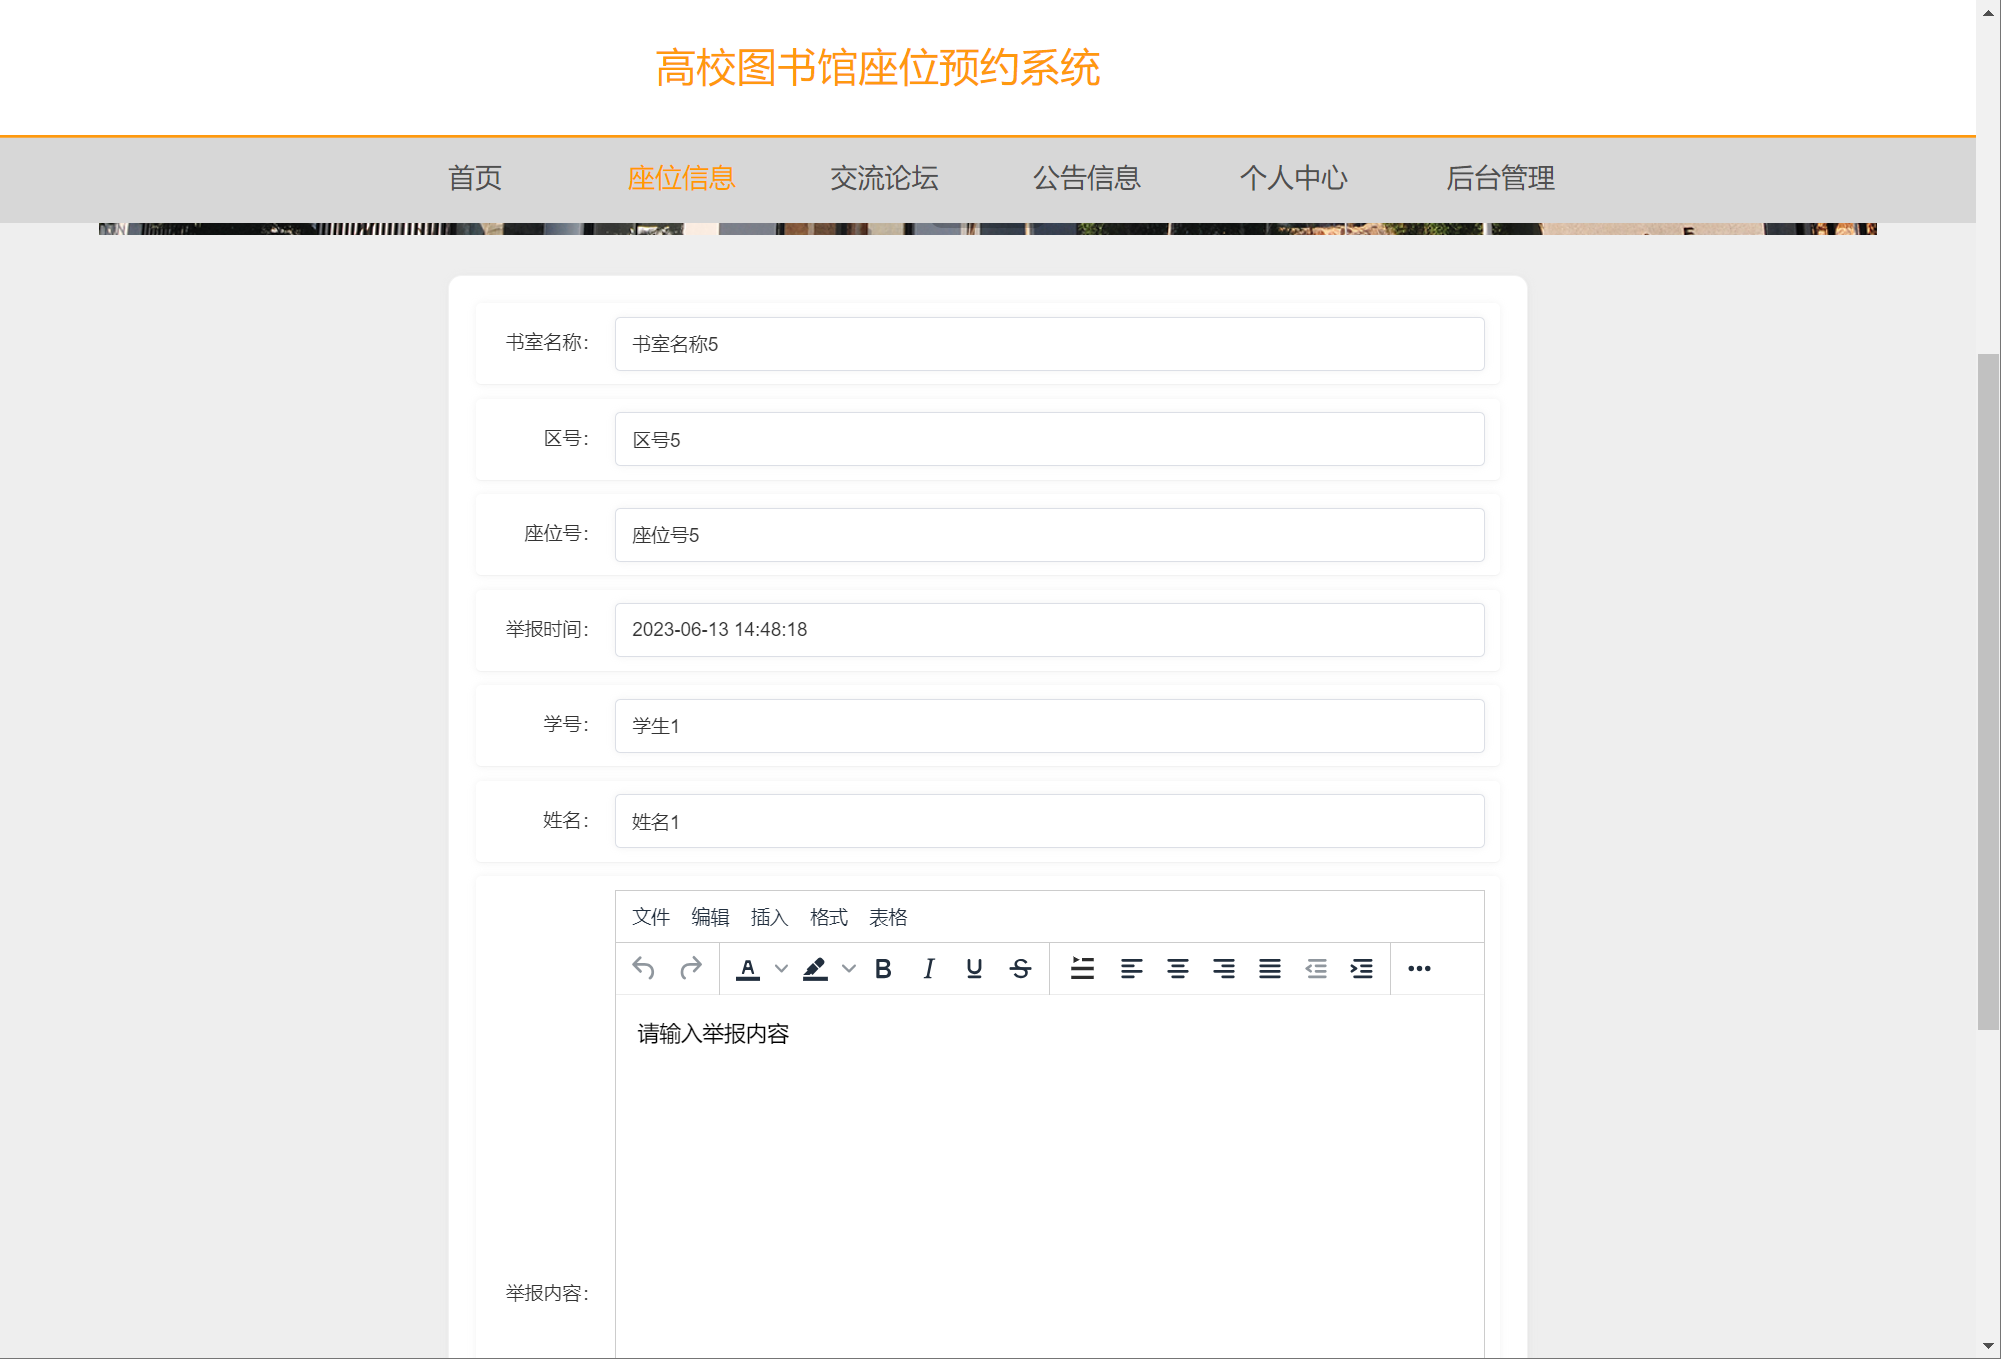 高校图书馆座位预约系统
首页 座位信息 交流论坛 公告信息 个人中心 后台管理
书室名称： 书室名称5
区号： 区号5
座位号： 座位号5
举报时间： 2023-06-13 14:48:18
学号： 学生1
姓名： 姓名1
文件 编辑 插入 格式 表格
请输入举报内容
举报内容：